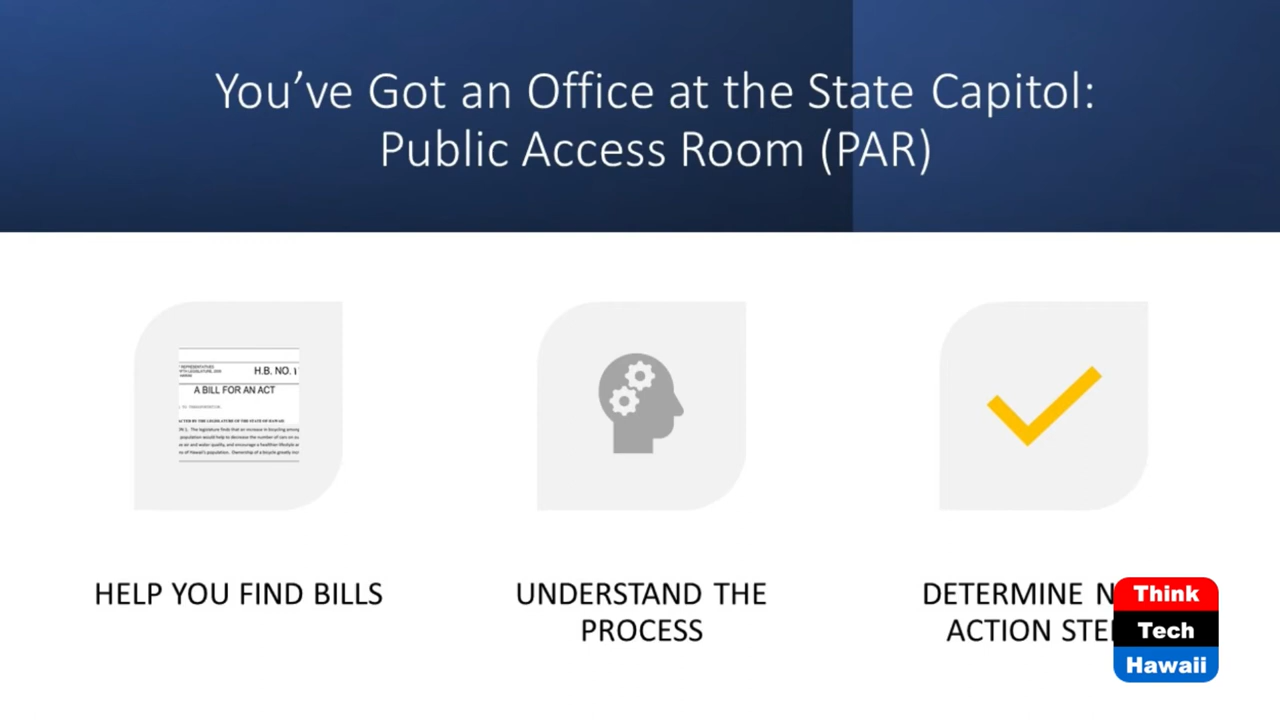 You’ve Got an Office at the State Capitol:
Public Access Room (PAR)
H.B. NO.
A BILL FOR AN ACT
HELP YOU FIND BILLS
UNDERSTAND THE
PROCESS
DETERMINE N
ACTION STE
Think
Tech
Hawaii